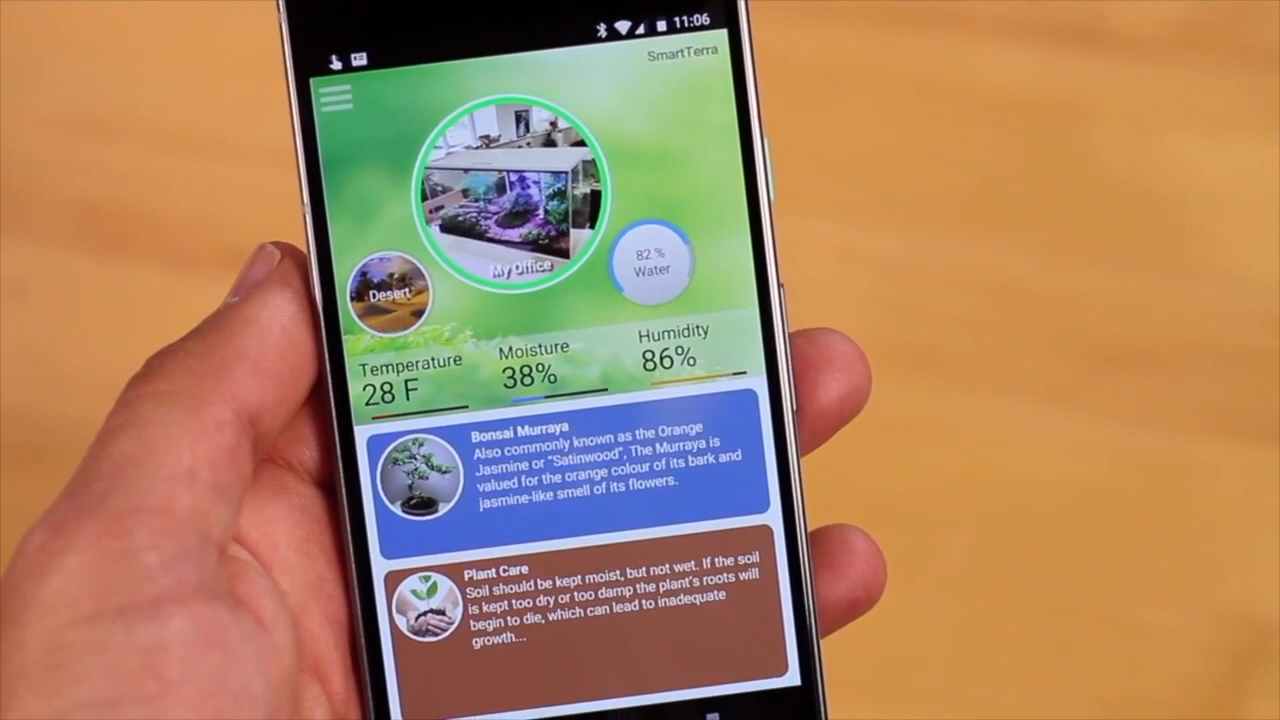 11:06
SmartTerra
My Office
Desert
82 %
Water
Temperature
28 F
Moisture
38%
Humidity
86%
Bonsai Murraya
Also commonly known as the Orange
Jasmine or “Satinwood”, The Murraya is
valued for the orange colour of its bark and
jasmine-like smell of its flowers.
Plant Care
Soil should be kept moist, but not wet. If the soil
is kept too dry or too damp the plant's roots will
begin to die, which can lead to inadequate
growth...